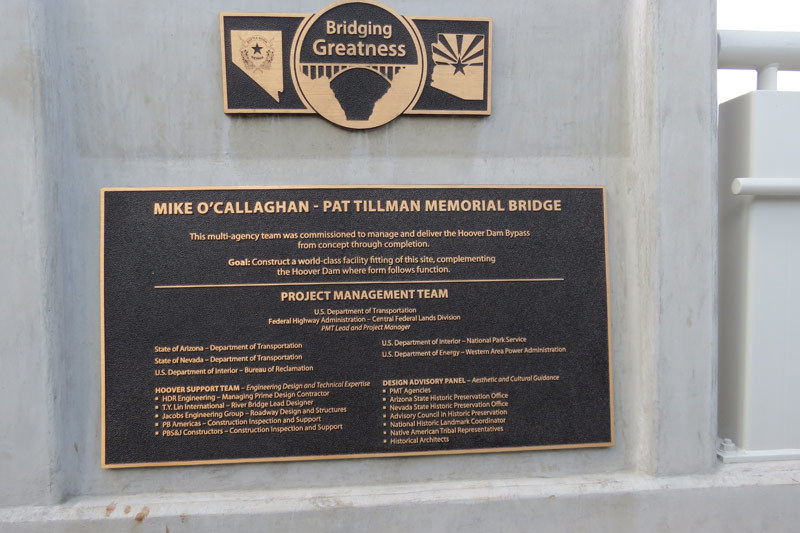 Bridging
Greatness
MIKE O'CALLAGHAN - PAT TILLMAN MEMORIAL BRIDGE
This multi-agency team was commissioned to manage and deliver the Hoover Dam Bypass
from concept through completion.
Goal: Construct a world-class facility fitting of this site, complementing
the Hoover Dam where form follows function.
PROJECT MANAGEMENT TEAM
U.S. Department of Transportation
Federal Highway Administration – Central Federal Lands Division
PMT Lead and Project Manager
State of Arizona – Department of Transportation
State of Nevada – Department of Transportation
U.S. Department of Interior – Bureau of Reclamation
U.S. Department of Interior – National Park Service
U.S. Department of Energy – Western Area Power Administration
HOOVER SUPPORT TEAM – Engineering Design and Technical Expertise
▪ HDR Engineering – Managing Prime Design Contractor
▪ T.Y. Lin International – River Bridge Lead Designer
▪ Jacobs Engineering Group – Roadway Design and Structures
▪ PB Americas – Construction Inspection and Support
▪ PBS&J Constructors – Construction Inspection and Support
DESIGN ADVISORY PANEL – Aesthetic and Cultural Guidance
▪ PMT Agencies
▪ Arizona State Historic Preservation Office
▪ Nevada State Historic Preservation Office
▪ Advisory Council in Historic Preservation
▪ National Historic Landmark Coordinator
▪ Native American Tribal Representatives
▪ Historical Architects